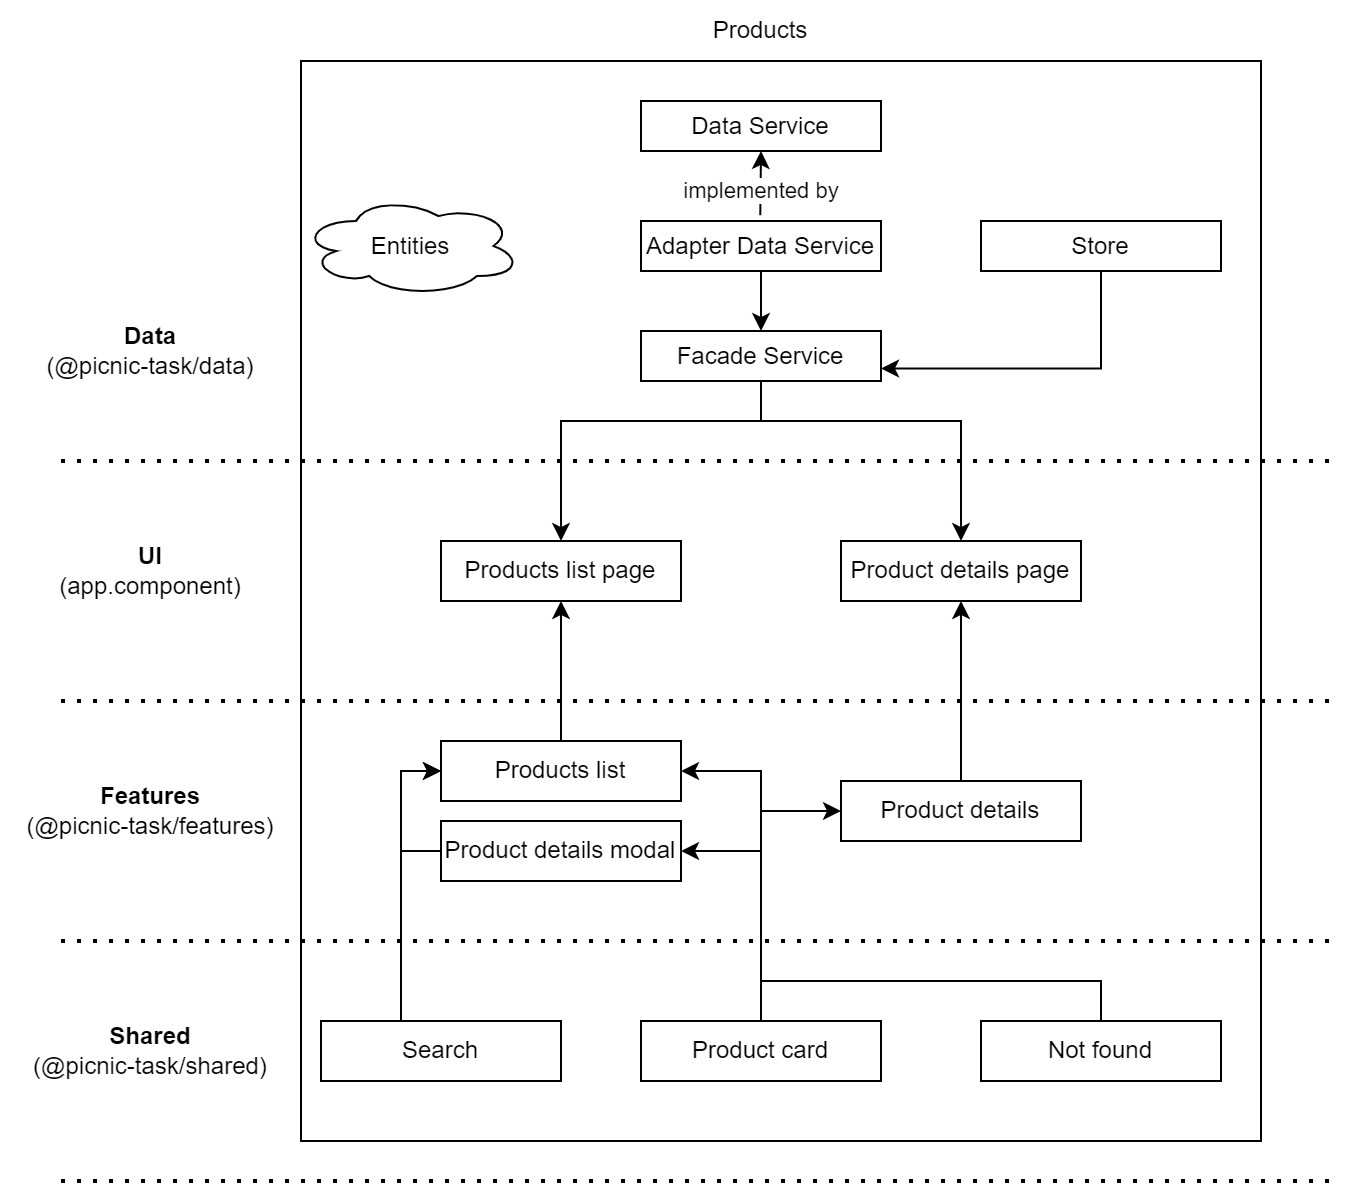 Products
Data Service
implemented by
Entities
Adapter Data Service
Store
Data
(@picnic-task/data)
Facade Service
UI
(app.component)
Products list page
Product details page
Features
(@picnic-task/features)
Products list
Product details
Product details modal
Shared
(@picnic-task/shared)
Search
Product card
Not found